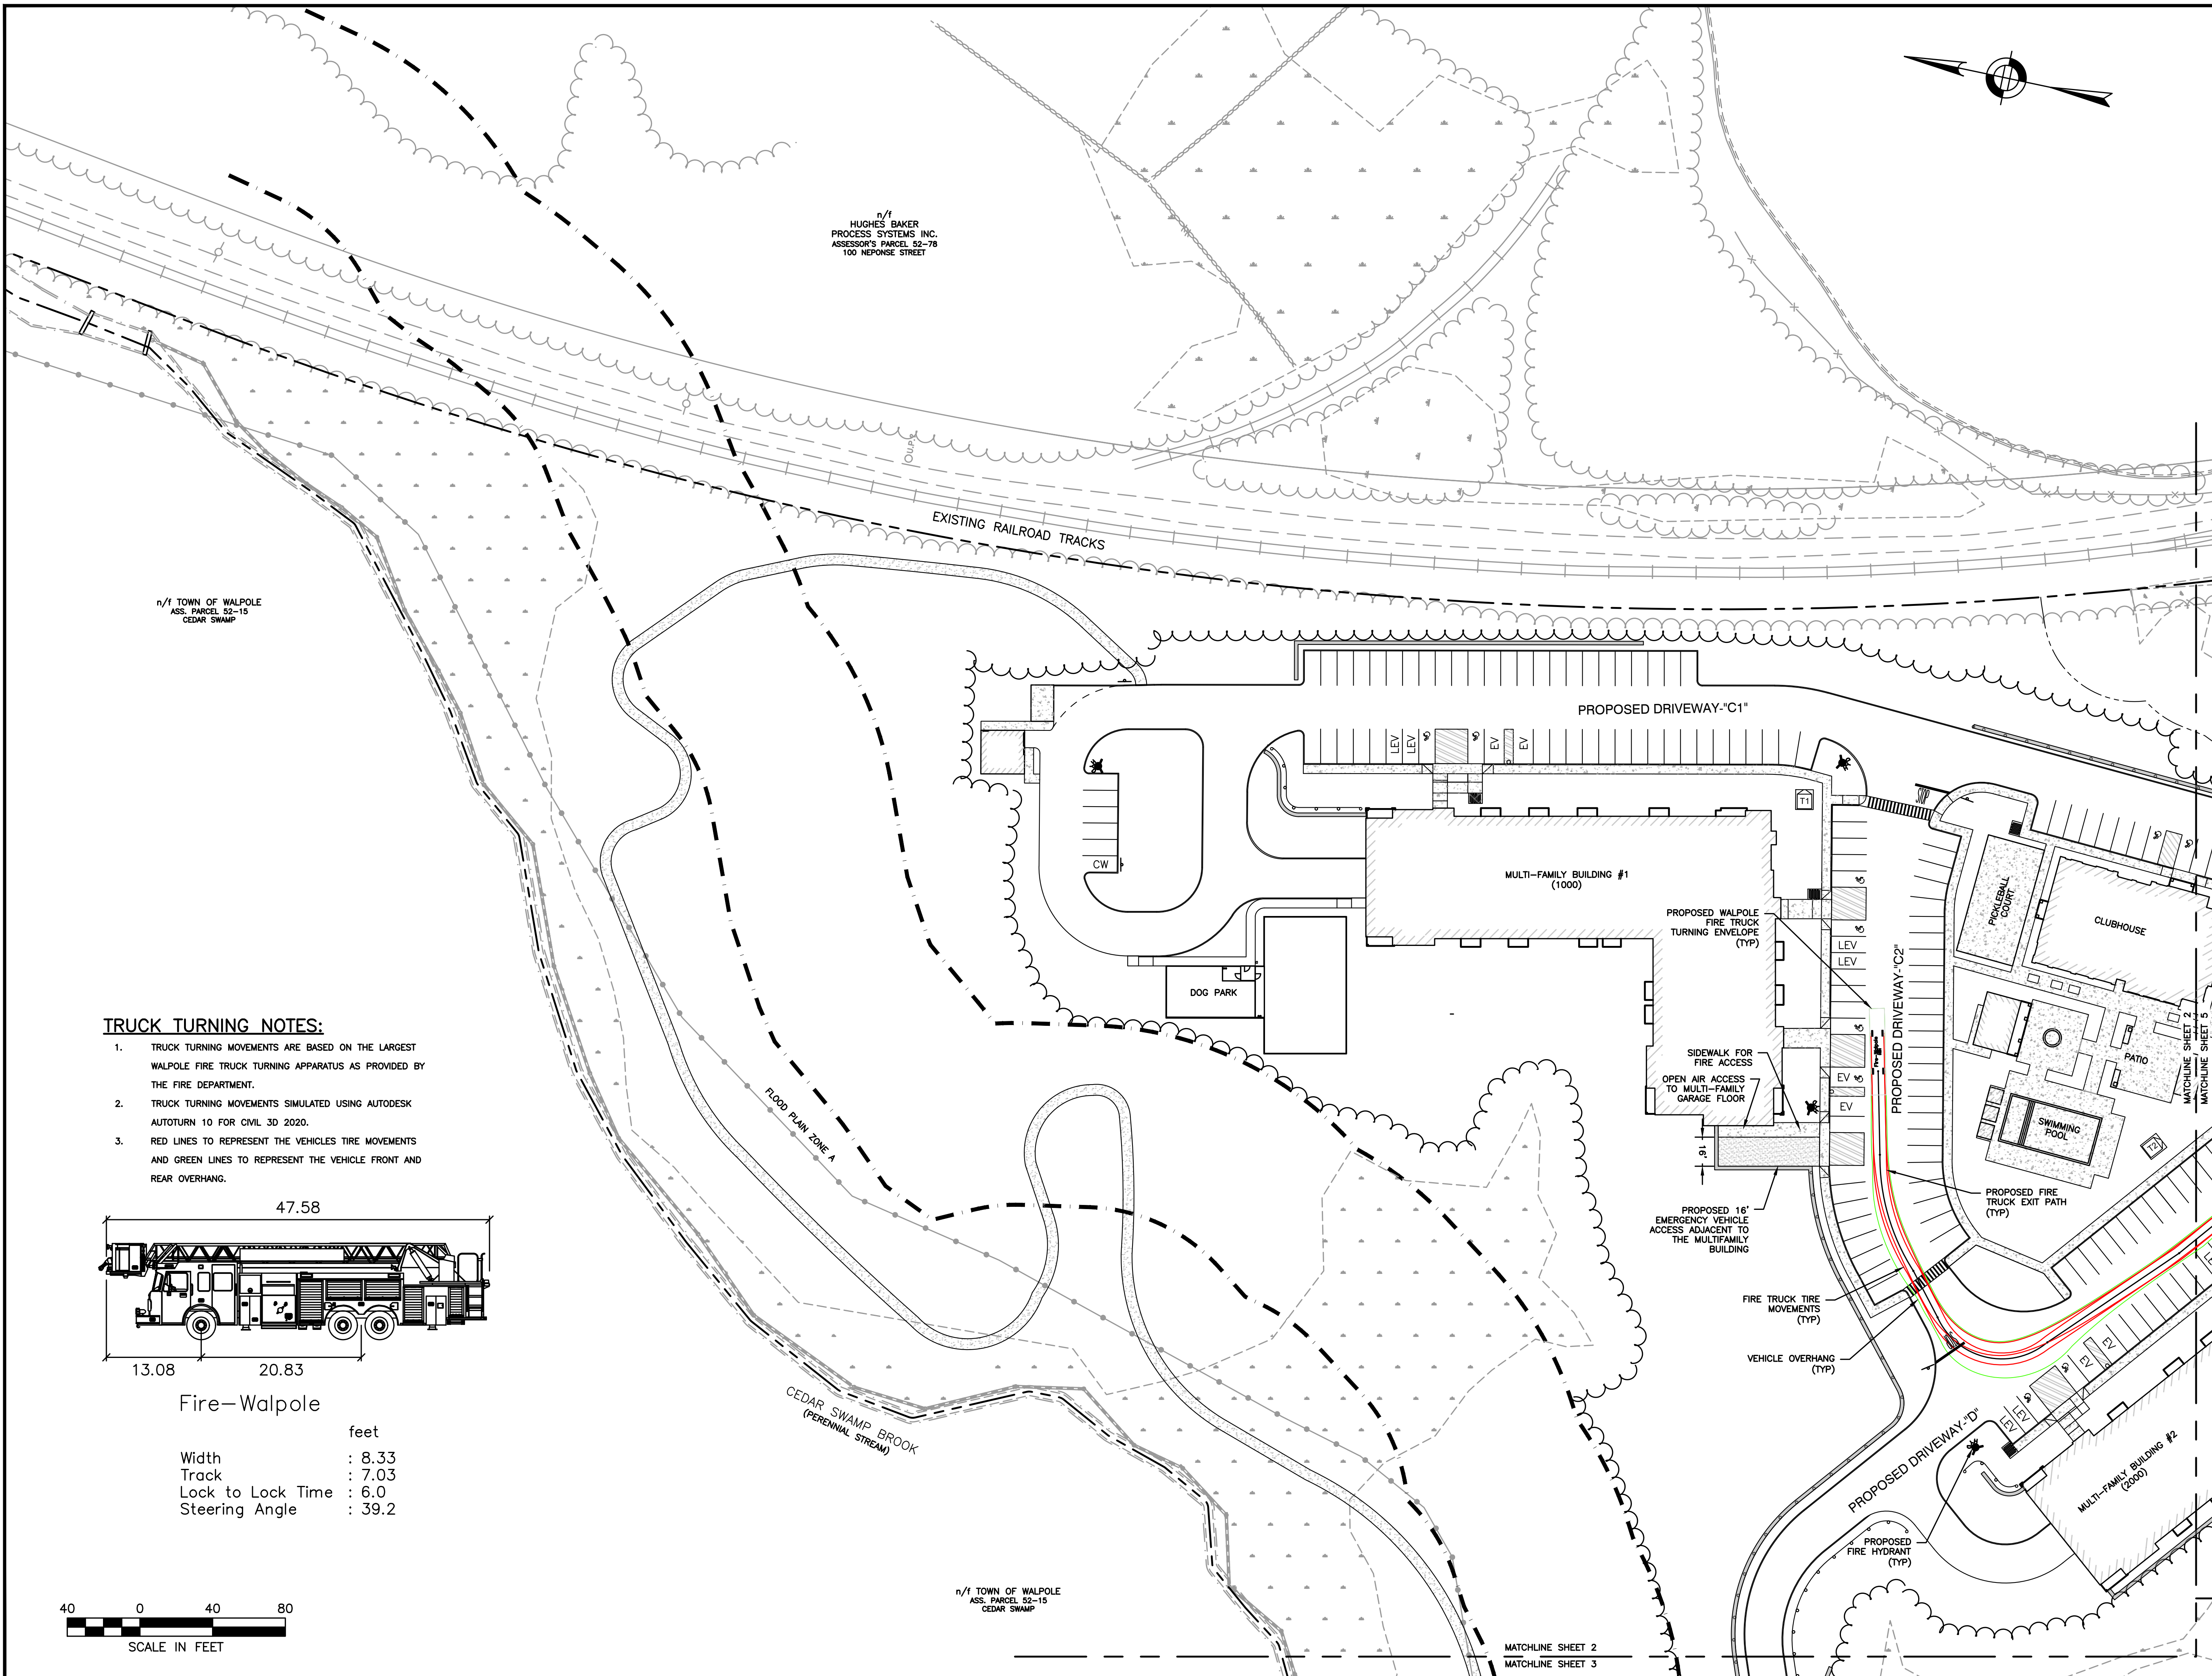 n/f
HUGHES BAKER
PROCESS SYSTEMS INC.
ASSESSOR'S PARCEL 52-78
100 NEPONSE STREET
U.P.
EXISTING RAILROAD TRACKS
n/f TOWN OF WALPOLE
ASS. PARCEL 52-15
CEDAR SWAMP
PROPOSED DRIVEWAY-"C1"
LEV
LEV
EV
EV
T1
CW
MULTI-FAMILY BUILDING #1
(1000)
PICKLEBALL
COURT
CLUBHOUSE
PROPOSED WALPOLE
FIRE TRUCK
TURNING ENVELOPE
(TYP)
LEV
LEV
PROPOSED DRIVEWAY-"C2"
DOG PARK
Fire-Walpole
PATIO
MATCHLINE SHEET 2
MATCHLINE SHEET 5
SIDEWALK FOR
FIRE ACCESS
OPEN AIR ACCESS
TO MULTI-FAMILY
GARAGE FLOOR
EV
EV
SWIMMING
POOL
T2
16'
PROPOSED FIRE
TRUCK EXIT PATH
(TYP)
PROPOSED 16'
EMERGENCY VEHICLE
ACCESS ADJACENT TO
THE MULTIFAMILY
BUILDING
FIRE TRUCK TIRE
MOVEMENTS
(TYP)
VEHICLE OVERHANG
(TYP)
EV
EV
EV
EV
EV
PROPOSED DRIVEWAY-"D"
MULTI-FAMILY BUILDING #2
(2000)
PROPOSED
FIRE HYDRANT
(TYP)
FLOOD PLAIN ZONE A
CEDAR SWAMP BROOK
(PERENNIAL STREAM)
TRUCK TURNING NOTES:
1. TRUCK TURNING MOVEMENTS ARE BASED ON THE LARGEST
WALPOLE FIRE TRUCK TURNING APPARATUS AS PROVIDED BY
THE FIRE DEPARTMENT.
2. TRUCK TURNING MOVEMENTS SIMULATED USING AUTODESK
AUTOTURN 10 FOR CIVIL 3D 2020.
3. RED LINES TO REPRESENT THE VEHICLES TIRE MOVEMENTS
AND GREEN LINES TO REPRESENT THE VEHICLE FRONT AND
REAR OVERHANG.
47.58
13.08 20.83
Fire-Walpole
feet
Width : 8.33
Track : 7.03
Lock to Lock Time : 6.0
Steering Angle : 39.2
40 0 40 80
SCALE IN FEET
n/f TOWN OF WALPOLE
ASS. PARCEL 52-15
CEDAR SWAMP
MATCHLINE SHEET 2
MATCHLINE SHEET 3